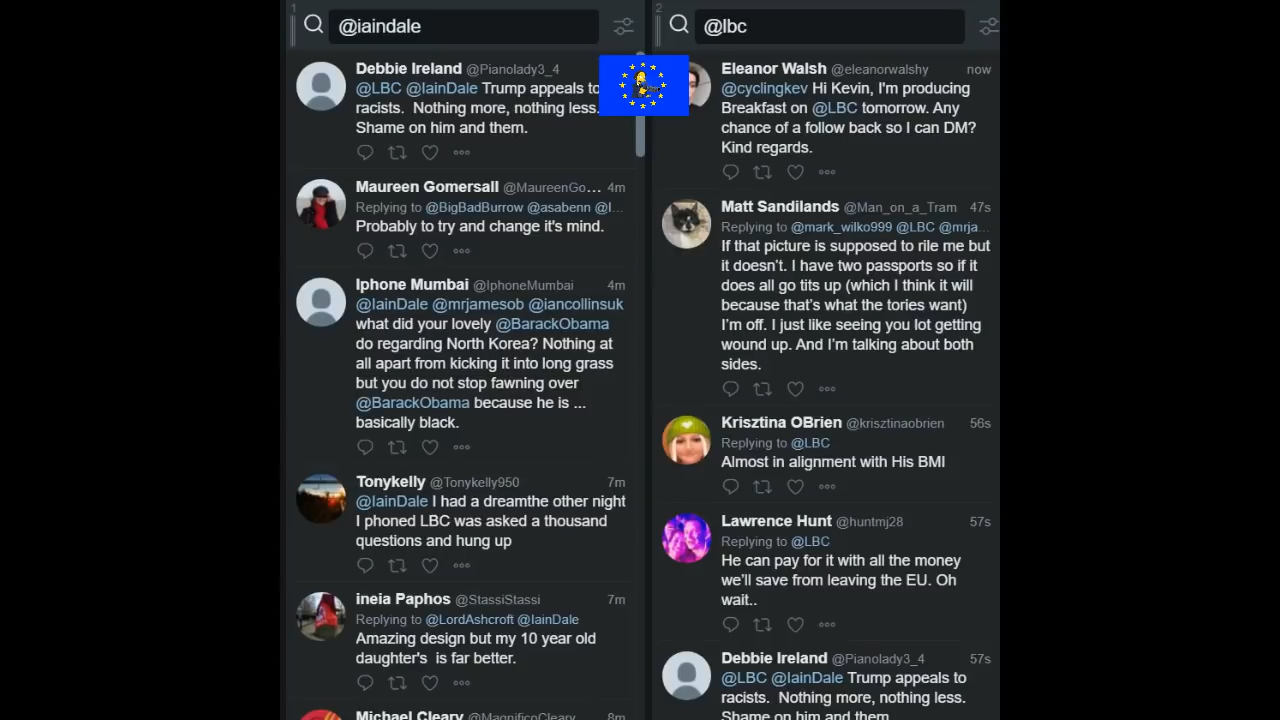 1
@iaindale
Debbie Ireland @Pianolady3_4
@LBC @IainDale Trump appeals to
racists.  Nothing more, nothing less.
Shame on him and them.
Maureen Gomersall @MaureenGo... 4m
Replying to @BigBadBurrow @asabenn @I...
Probably to try and change it's mind.
Iphone Mumbai @IphoneMumbai 4m
@IainDale @mrjamesob @iancollinsuk
what did your lovely @BarackObama
do regarding North Korea? Nothing at
all apart from kicking it into long grass
but you do not stop fawning over
@BarackObama because he is ...
basically black.
Tonykelly @Tonykelly950 7m
@IainDale I had a dreamthe other night
I phoned LBC was asked a thousand
questions and hung up
ineia Paphos @StassiStassi 7m
Replying to @LordAshcroft @IainDale
Amazing design but my 10 year old
daughter's  is far better.
Michael Cleary @MagnificoCleary 8m
2
@lbc
Eleanor Walsh @eleanorwalshy now
@cyclingkev Hi Kevin, I'm producing
Breakfast on @LBC tomorrow. Any
chance of a follow back so I can DM?
Kind regards.
Matt Sandilands @Man_on_a_Tram 47s
Replying to @mark_wilko999 @LBC @mrja...
If that picture is supposed to rile me but
it doesn't. I have two passports so if it
does all go tits up (which I think it will
because that's what the tories want)
I'm off. I just like seeing you lot getting
wound up. And I'm talking about both
sides.
Krisztina OBrien @krisztinaobrien 56s
Replying to @LBC
Almost in alignment with His BMI
Lawrence Hunt @huntmj28 57s
Replying to @LBC
He can pay for it with all the money
we'll save from leaving the EU. Oh
wait..
Debbie Ireland @Pianolady3_4 57s
@LBC @IainDale Trump appeals to
racists.  Nothing more, nothing less.
Shame on him and them.